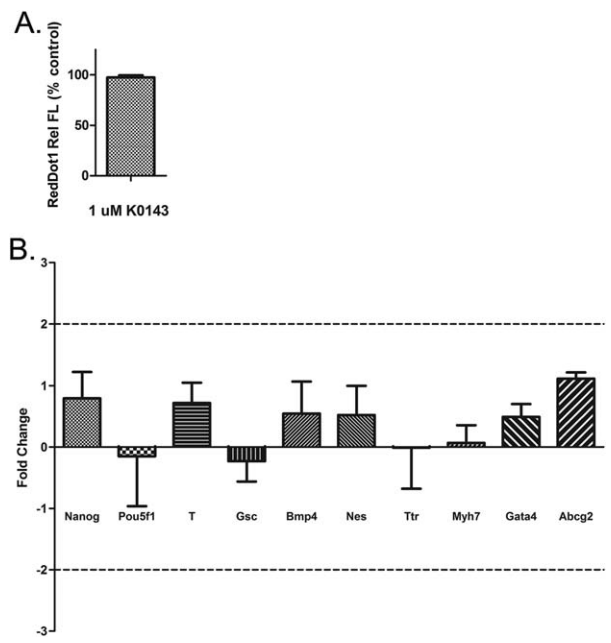 A.
RedDot1 Rel FL (% control)
100
50
0
1 uM K0143
B.
Fold Change
3
2
1
0
-1
-2
-3
Nanog Pou5f1 T Gsc Bmp4 Nes Ttr Myh7 Gata4 Abcg2